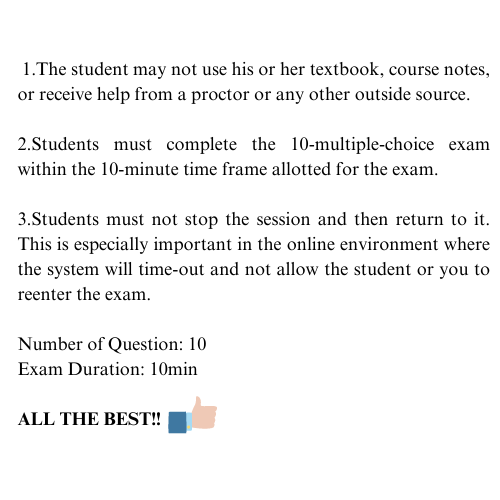 1.The student may not use his or her textbook, course notes,
or receive help from a proctor or any other outside source.
2.Students must complete the 10-multiple-choice exam
within the 10-minute time frame allotted for the exam.
3.Students must not stop the session and then return to it.
This is especially important in the online environment where
the system will time-out and not allow the student or you to
reenter the exam.
Number of Question: 10
Exam Duration: 10min
ALL THE BEST!!